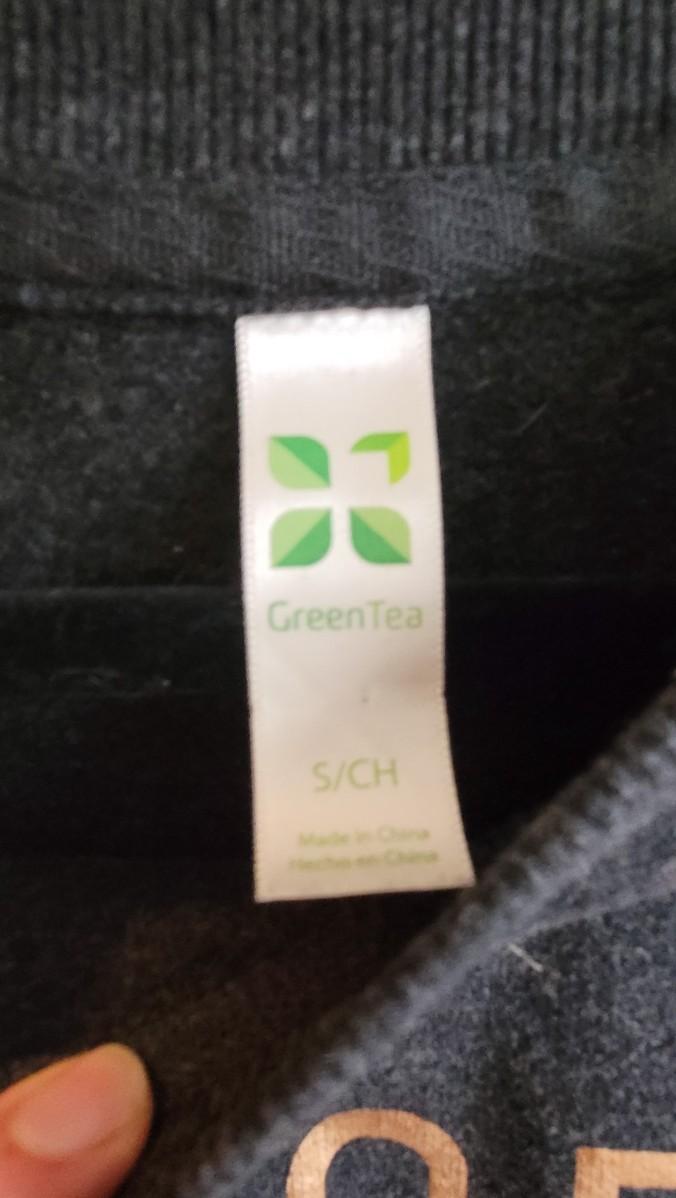 GreenTea
S/CH
Made in China
Hecho en China